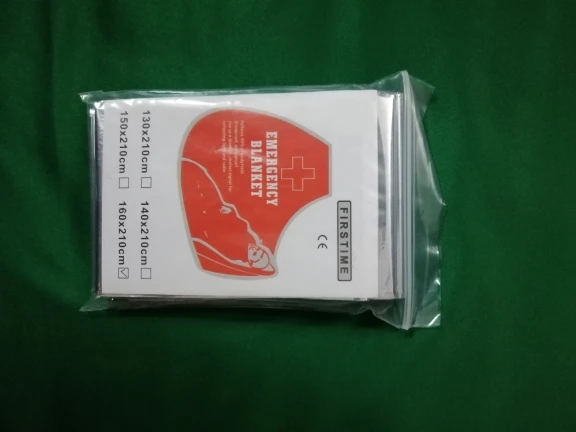 FIRSTIME
CE
EMERGENCY
BLANKET
130x210cm
140x210cm
150x210cm
160x210cm